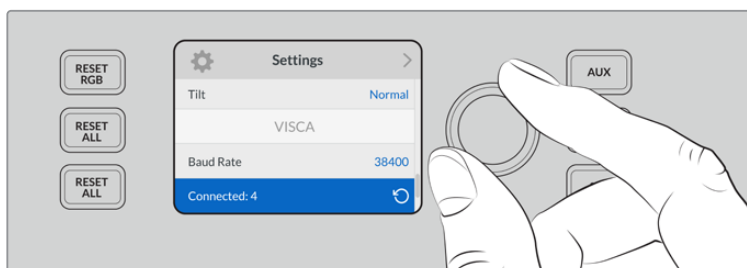 RESET
RGB
RESET
ALL
RESET
ALL
Settings
Tilt Normal
VISCA
Baud Rate 38400
Connected: 4
AUX